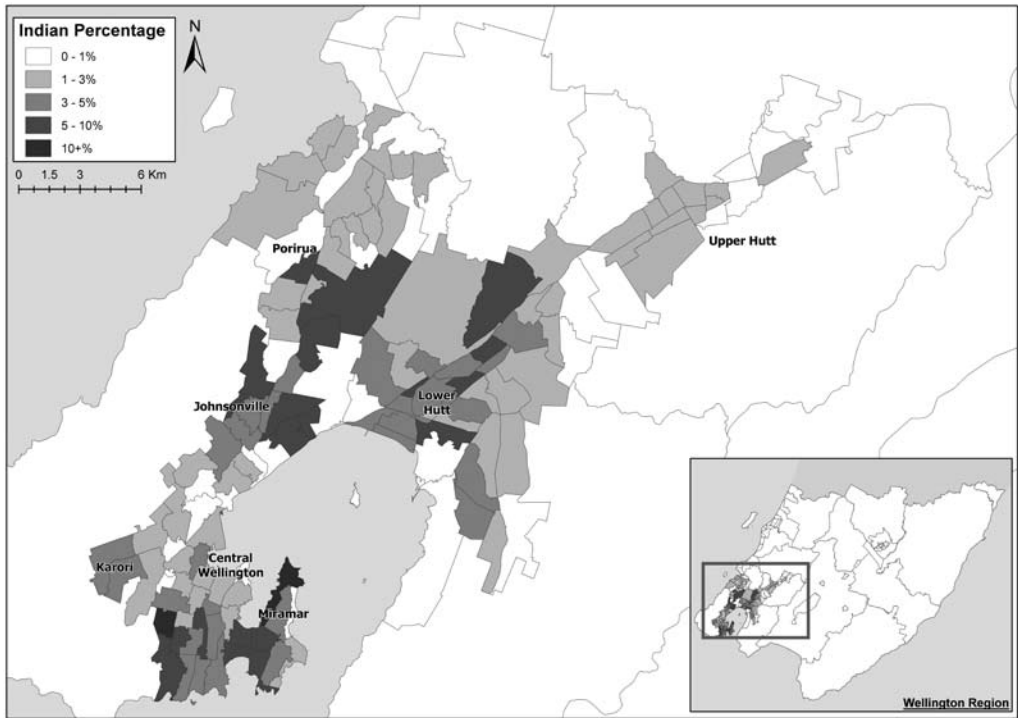 Indian Percentage
0 - 1%
1 - 3%
3 - 5%
5 - 10%
10+%
0 1.5 3 6 Km
N
Porirua
Upper Hutt
Johnsonville
Lower
Hutt
Karori
Central
Wellington
Miramar
Wellington Region